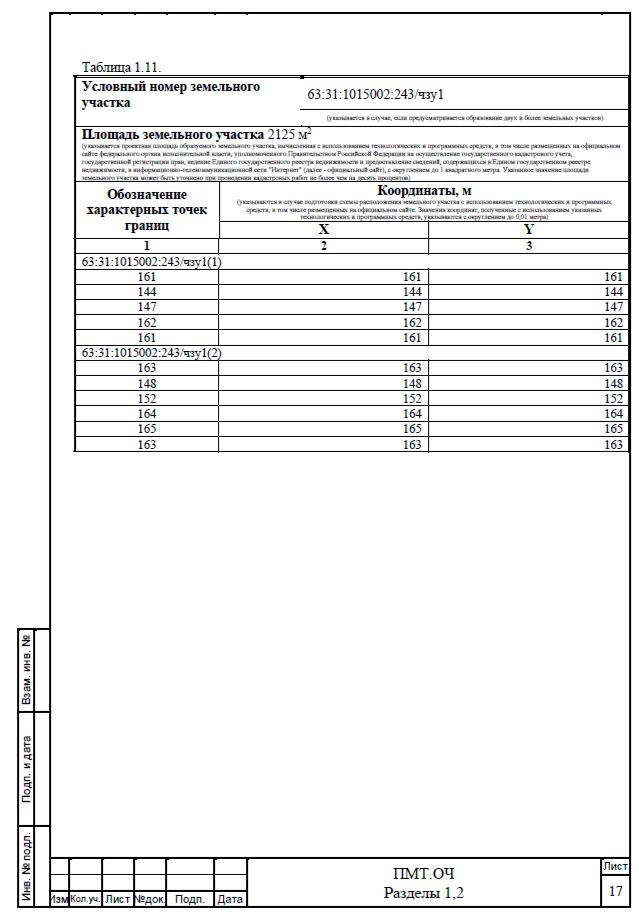 Таблица 1.11.
Условный номер земельного участка
63:31:1015002:243/чзу1
(указывается в случае, если предусматривается образование двух и более земельных участков)
Площадь земельного участка 2125 м2
(указывается проектная площадь образуемого земельного участка, вычисленная с использованием технологических и программных средств, в том числе размещенных на официальном
сайте федерального органа исполнительной власти, уполномоченного Правительством Российской Федерации на осуществление государственного кадастрового учета,
государственной регистрации прав, ведение Единого государственного реестра недвижимости и предоставление сведений, содержащихся в Едином государственном реестре
недвижимости, в информационно-телекоммуникационной сети "Интернет" (далее - официальный сайт), с округлением до 1 квадратного метра. Указанное значение площади
земельного участка может быть уточнено при проведении кадастровых работ не более чем на десять процентов)
Обозначение характерных точек границ
Координаты, м
(указываются в случае подготовки схемы расположения земельного участка с использованием технологических и программных
средств, в том числе размещенных на официальном сайте. Значения координат, полученные с использованием указанных
технологических и программных средств, указываются с округлением до 0,01 метра)
X Y
1 2 3
63:31:1015002:243/чзу1(1)
161 161 161
144 144 144
147 147 147
162 162 162
161 161 161
63:31:1015002:243/чзу1(2)
163 163 163
148 148 148
152 152 152
164 164 164
165 165 165
163 163 163
Взам. инв. №
Подп. и дата
Инв. № подл.
Изм Кол.уч. Лист №док. Подп. Дата
ПМТ.ОЧ
Разделы 1,2
Лист
17